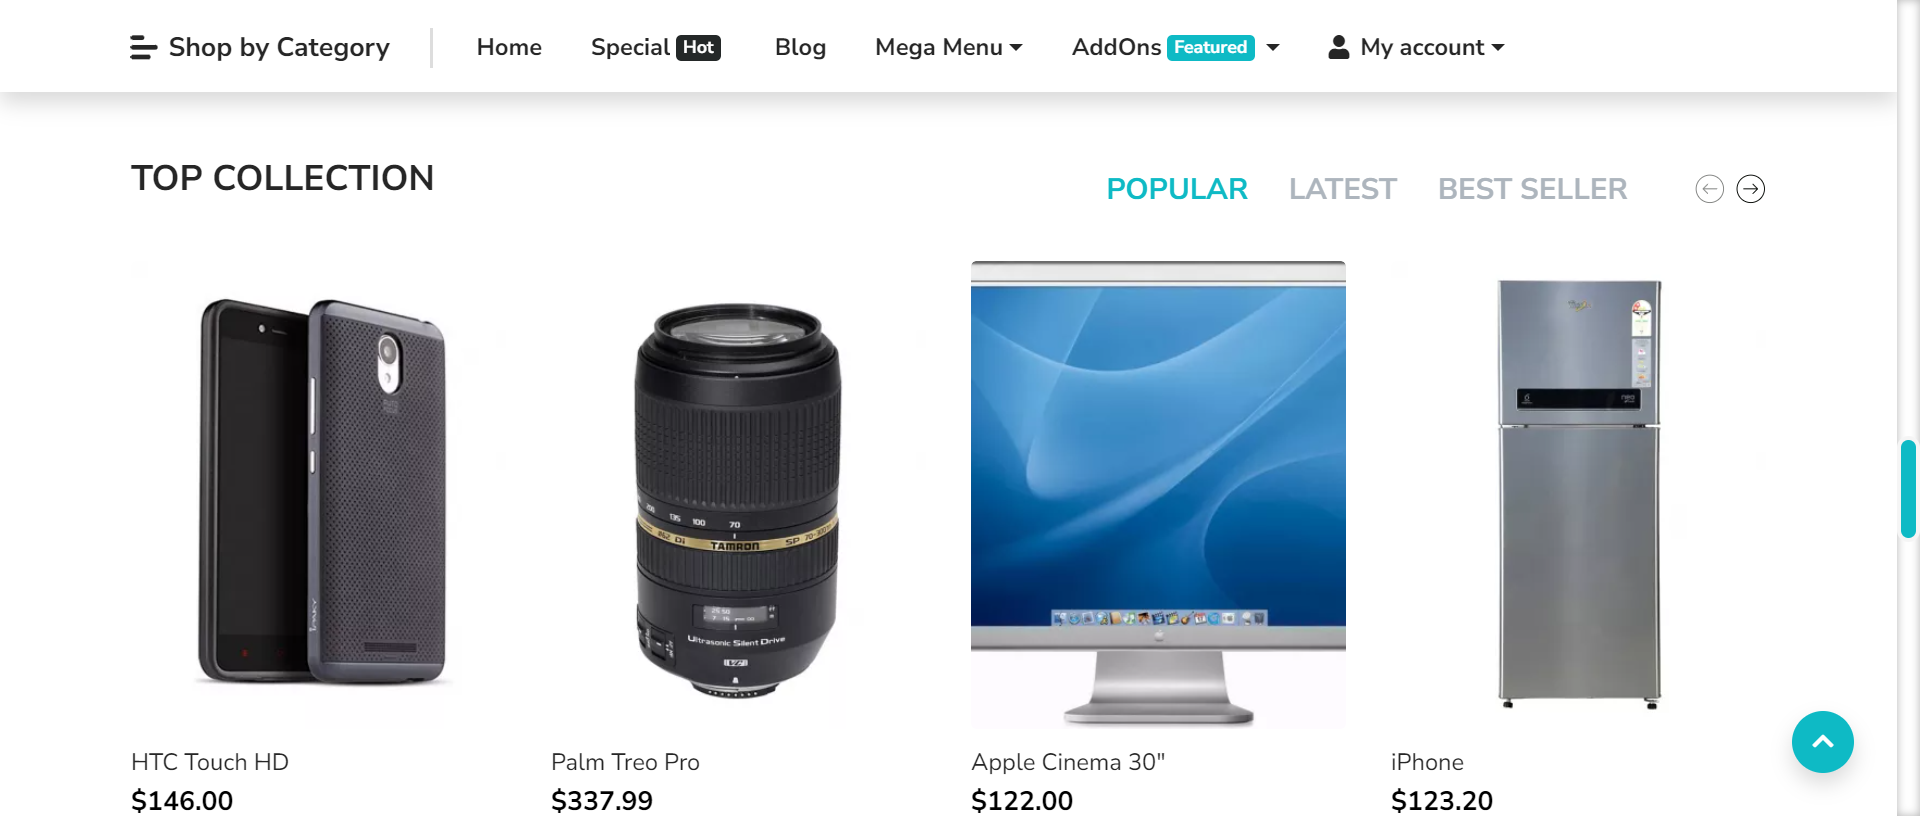 Shop by Category
Home
Special Hot
Blog
Mega Menu
AddOns Featured
My account
TOP COLLECTION
POPULAR
LATEST
BEST SELLER
200 135 100 70
TAMRON SP 70-300
Ultrasonic Silent Drive
HTC Touch HD
Palm Treo Pro
Apple Cinema 30"
iPhone
$146.00
$337.99
$122.00
$123.20